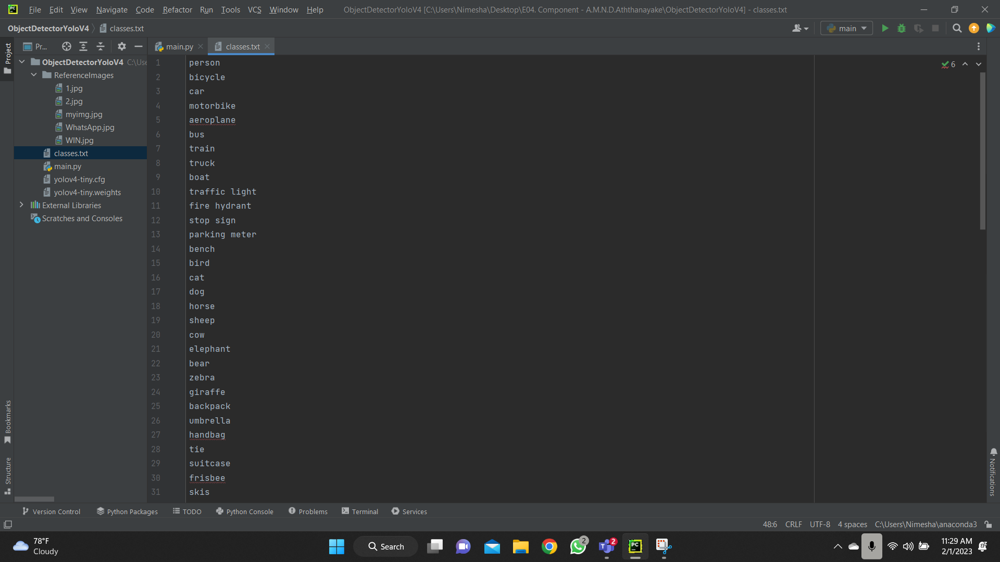 PC File Edit View Navigate Code Refactor Run Tools VCS Window Help ObjectDetectorYoloV4 [C:\Users\Nimesha\Desktop\E04. Component - A.M.N.D.Aththanayake\ObjectDetectorYoloV4] - classes.txt
ObjectDetectorYoloV4 classes.txt main
Project
Pr... main.py classes.txt
ObjectDetectorYoloV4 C:\Use
ReferenceImages
1.jpg
2.jpg
myimg.jpg
WhatsApp.jpg
WIN.jpg
classes.txt
main.py
yolov4-tiny.cfg
yolov4-tiny.weights
External Libraries
Scratches and Consoles
1 person
2 bicycle
3 car
4 motorbike
5 aeroplane
6 bus
7 train
8 truck
9 boat
10 traffic light
11 fire hydrant
12 stop sign
13 parking meter
14 bench
15 bird
16 cat
17 dog
18 horse
19 sheep
20 cow
21 elephant
22 bear
23 zebra
24 giraffe
25 backpack
26 umbrella
27 handbag
28 tie
29 suitcase
30 frisbee
31 skis
6
Bookmarks
Structure
Notifications
Version Control Python Packages TODO Python Console Problems Terminal Services
48:6 CRLF UTF-8 4 spaces C:\Users\Nimesha\anaconda3
78°F
Cloudy
Search
2
2
PC
11:29 AM
2/1/2023